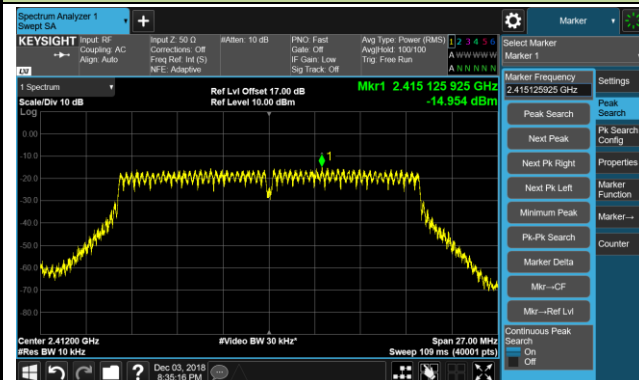 Spectrum Analyzer 1
Swept SA
Marker
KEYSIGHT
Input: RF
Coupling: AC
Align: Auto
Input Z: 50 Ω
Corrections: Off
Freq Ref: Int (S)
NFE: Adaptive
#Atten: 10 dB
PNO: Fast
Gate: Off
IF Gain: Low
Sig Track: Off
Avg Type: Power (RMS)
Avg|Hold: 100/100
Trig: Free Run
1 2 3 4 5 6
A W W W W W
A N N N N N
LXI
Select Marker
Marker 1
Marker Frequency
2.415125925 GHz
Peak Search
Next Peak
Next Pk Right
Next Pk Left
Minimum Peak
Pk-Pk Search
Marker Delta
Mkr→CF
Mkr→Ref Lvl
Continuous Peak
Search
On
Off
Settings
Peak
Search
Pk Search
Config
Properties
Marker
Function
Marker→
Counter
1 Spectrum
Scale/Div 10 dB
Ref Lvl Offset 17.00 dB
Ref Level 10.00 dBm
Mkr1 2.415 125 925 GHz
-14.954 dBm
Log
0.00
-10.0
-20.0
-30.0
-40.0
-50.0
-60.0
-70.0
-80.0
1
Center 2.41200 GHz
#Res BW 10 kHz
#Video BW 30 kHz*
Span 27.00 MHz
Sweep 109 ms (40001 pts)
?
Dec 03, 2018
8:35:16 PM